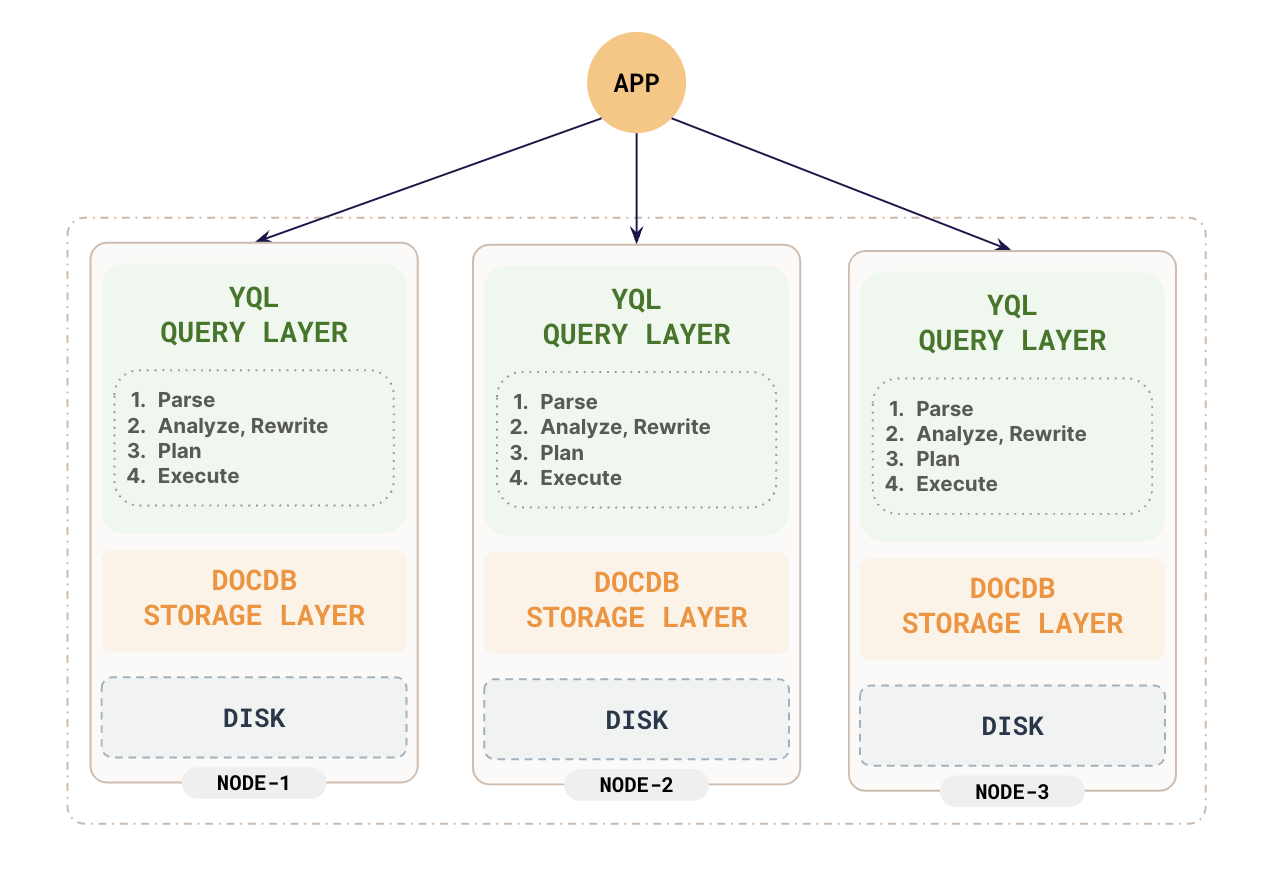 APP
YQL
QUERY LAYER
1. Parse
2. Analyze, Rewrite
3. Plan
4. Execute
DOCDB
STORAGE LAYER
DISK
NODE-1
YQL
QUERY LAYER
1. Parse
2. Analyze, Rewrite
3. Plan
4. Execute
DOCDB
STORAGE LAYER
DISK
NODE-2
YQL
QUERY LAYER
1. Parse
2. Analyze, Rewrite
3. Plan
4. Execute
DOCDB
STORAGE LAYER
DISK
NODE-3